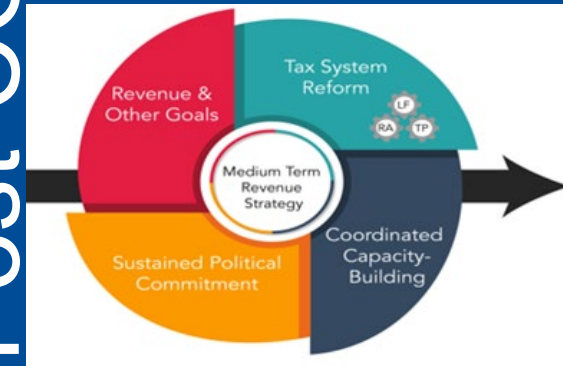 Revenue &
Other Goals
Tax System
Reform
LF
RA TP
Medium Term
Revenue
Strategy
Sustained Political
Commitment
Coordinated
Capacity-
Building